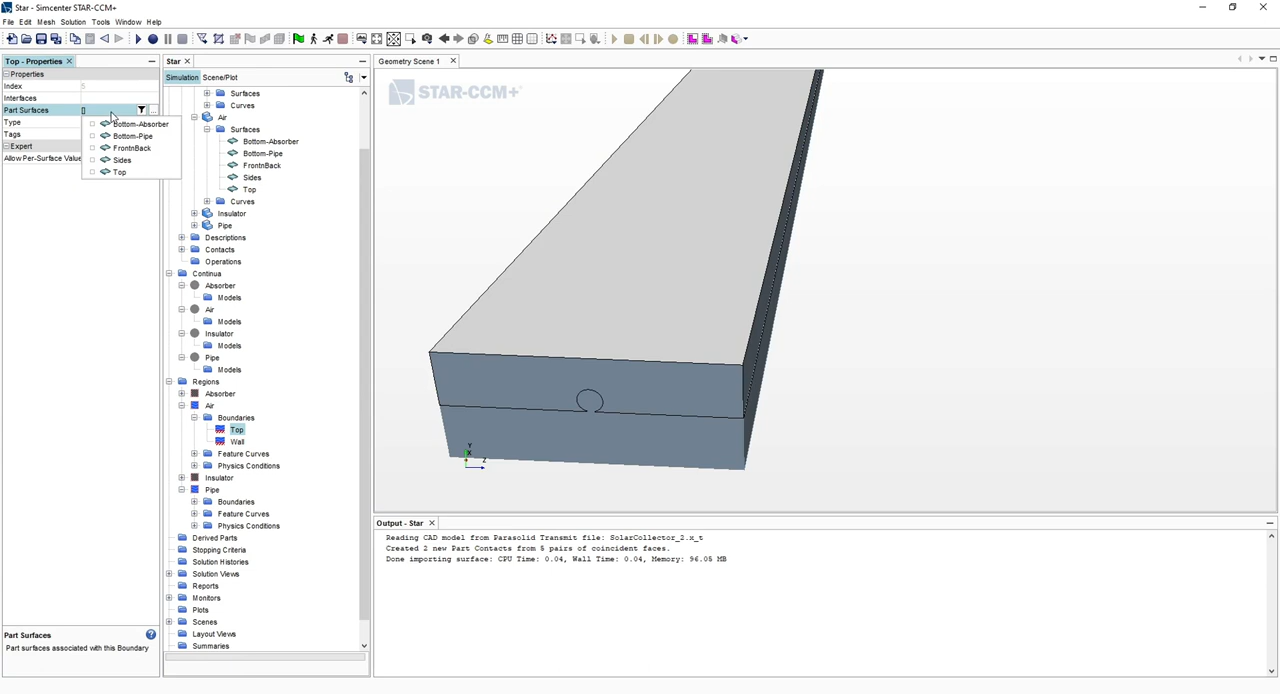 Star - Simcenter STAR-CCM+
File Edit Mesh Solution Tools Window Help
Top - Properties
Properties
Index 5
Interfaces
Part Surfaces []
Type
Tags
Expert
Allow Per-Surface Value
Bottom-Absorber
Bottom-Pipe
FrontnBack
Sides
Top
Part Surfaces
Part surfaces associated with this Boundary
Star
Simulation Scene/Plot
Surfaces
Curves
Air
Surfaces
Bottom-Absorber
Bottom-Pipe
FrontnBack
Sides
Top
Curves
Insulator
Pipe
Descriptions
Contacts
Operations
Continua
Absorber
Models
Air
Models
Insulator
Models
Pipe
Models
Regions
Absorber
Air
Boundaries
Top
Wall
Feature Curves
Physics Conditions
Insulator
Pipe
Boundaries
Feature Curves
Physics Conditions
Derived Parts
Stopping Criteria
Solution Histories
Solution Views
Reports
Monitors
Plots
Scenes
Layout Views
Summaries
Geometry Scene 1
STAR-CCM+
Y
X
Z
Output - Star
Reading CAD model from Parasolid Transmit file: SolarCollector_2.x_t
Created 2 new Part Contacts from 5 pairs of coincident faces.
Done importing surface: CPU Time: 0.04, Wall Time: 0.04, Memory: 96.05 MB